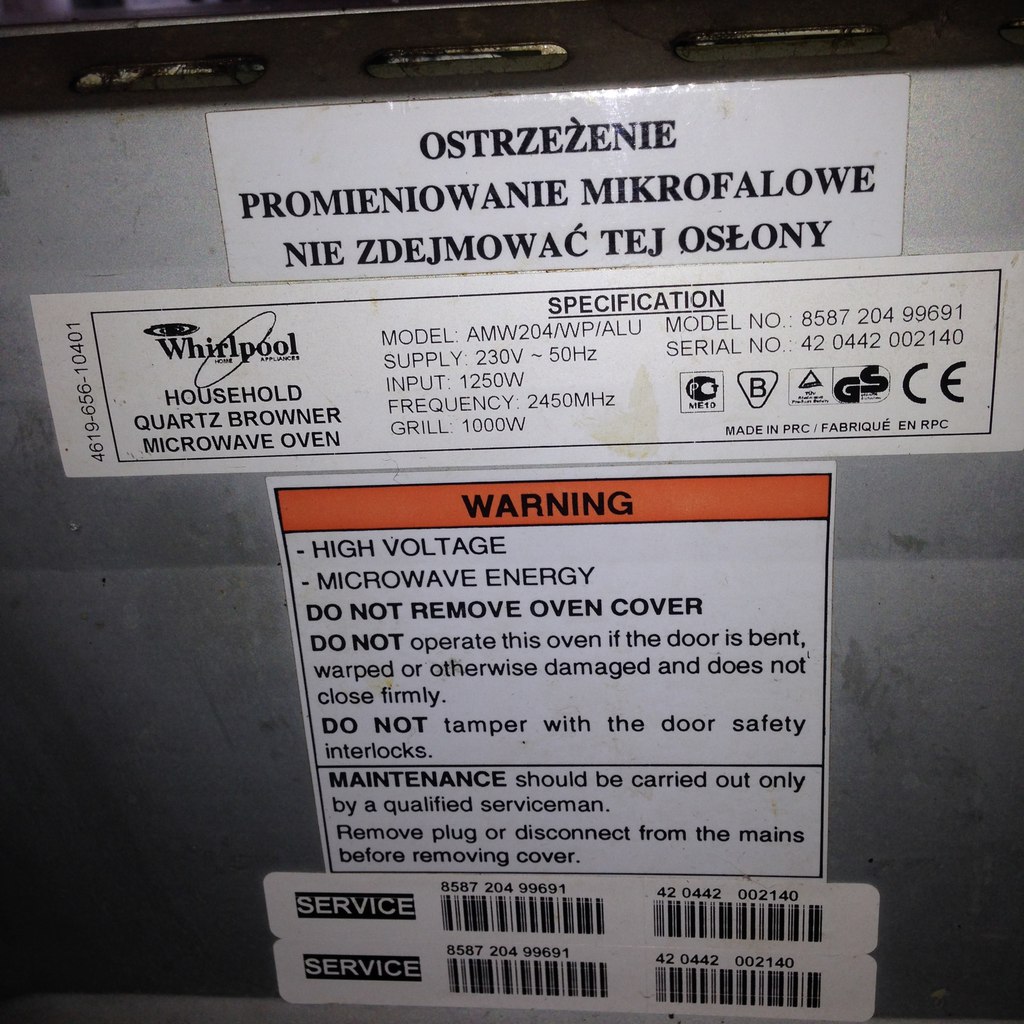 OSTRZEŻENIE
PROMIENIOWANIE MIKROFALOWE
NIE ZDEJMOWAĆ TEJ OSŁONY
4619-656-10401
Whirlpool
HOME APPLIANCES
HOUSEHOLD
QUARTZ BROWNER
MICROWAVE OVEN
SPECIFICATION
MODEL: AMW204/WP/ALU
SUPPLY: 230V ~ 50Hz
INPUT: 1250W
FREQUENCY: 2450MHz
GRILL: 1000W
MODEL NO.: 8587 204 99691
SERIAL NO.: 42 0442 002140
ME10
B
GS
CE
MADE IN PRC / FABRIQUÉ EN RPC
WARNING
- HIGH VOLTAGE
- MICROWAVE ENERGY
DO NOT REMOVE OVEN COVER
DO NOT operate this oven if the door is bent,
warped or otherwise damaged and does not
close firmly.
DO NOT tamper with the door safety
interlocks.
MAINTENANCE should be carried out only
by a qualified serviceman.
Remove plug or disconnect from the mains
before removing cover.
SERVICE 8587 204 99691 42 0442 002140
SERVICE 8587 204 99691 42 0442 002140